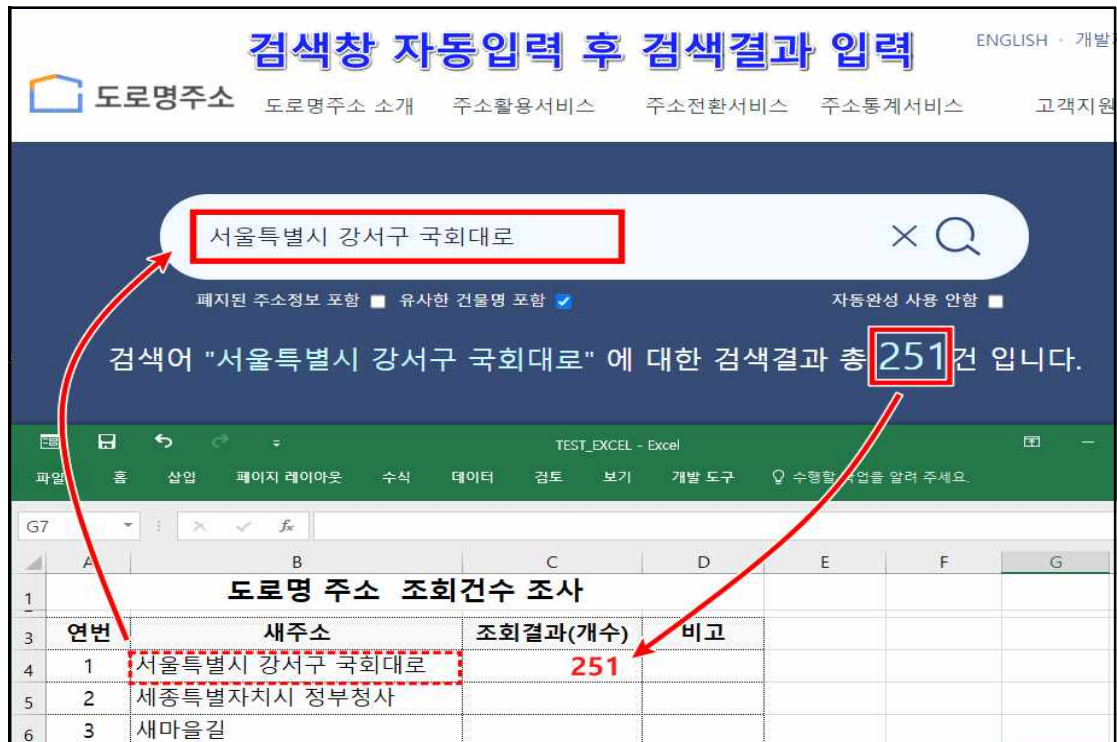 검색창 자동입력 후 검색결과 입력
ENGLISH · 개발
도로명주소
도로명주소 소개 주소활용서비스 주소전환서비스 주소통계서비스 고객지원
서울특별시 강서구 국회대로
폐지된 주소정보 포함 유사한 건물명 포함 자동완성 사용 안함
검색어 "서울특별시 강서구 국회대로" 에 대한 검색결과 총 251건 입니다.
TEST_EXCEL - Excel
파일 홈 삽입 페이지 레이아웃 수식 데이터 검토 보기 개발 도구 수행할 작업을 알려 주세요.
G7 fx
A B C D E F G
1 도로명 주소 조회건수 조사
3 연번 새주소 조회결과(개수) 비고
4 1 서울특별시 강서구 국회대로 251
5 2 세종특별자치시 정부청사
6 3 새마을길